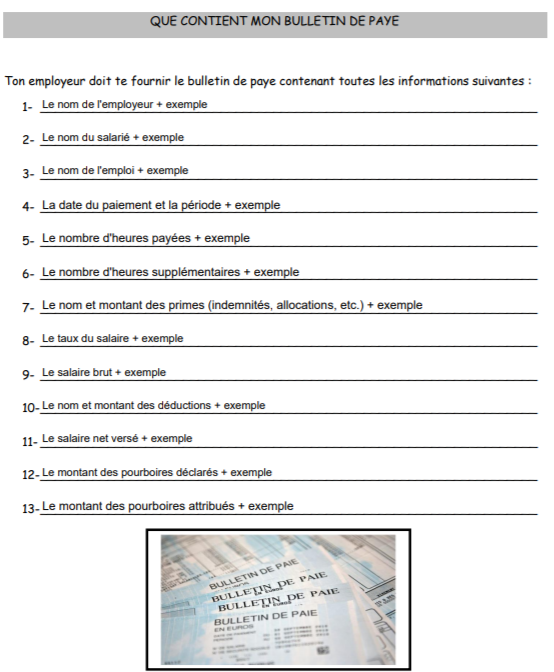 QUE CONTIENT MON BULLETIN DE PAYE
Ton employeur doit te fournir le bulletin de paye contenant toutes les informations suivantes :
1- Le nom de l'employeur + exemple
2- Le nom du salarié + exemple
3- Le nom de l'emploi + exemple
4- La date du paiement et la période + exemple
5- Le nombre d'heures payées + exemple
6- Le nombre d'heures supplémentaires + exemple
7- Le nom et montant des primes (indemnités, allocations, etc.) + exemple
8- Le taux du salaire + exemple
9- Le salaire brut + exemple
10- Le nom et montant des déductions + exemple
11- Le salaire net versé + exemple
12- Le montant des pourboires déclarés + exemple
13- Le montant des pourboires attribués + exemple
BULLETIN DE PAIE
BULLETIN DE PAIE
EN EUROS
BULLETIN DE PAIE
EN EUROS
BULLETIN DE PAIE
EN EUROS